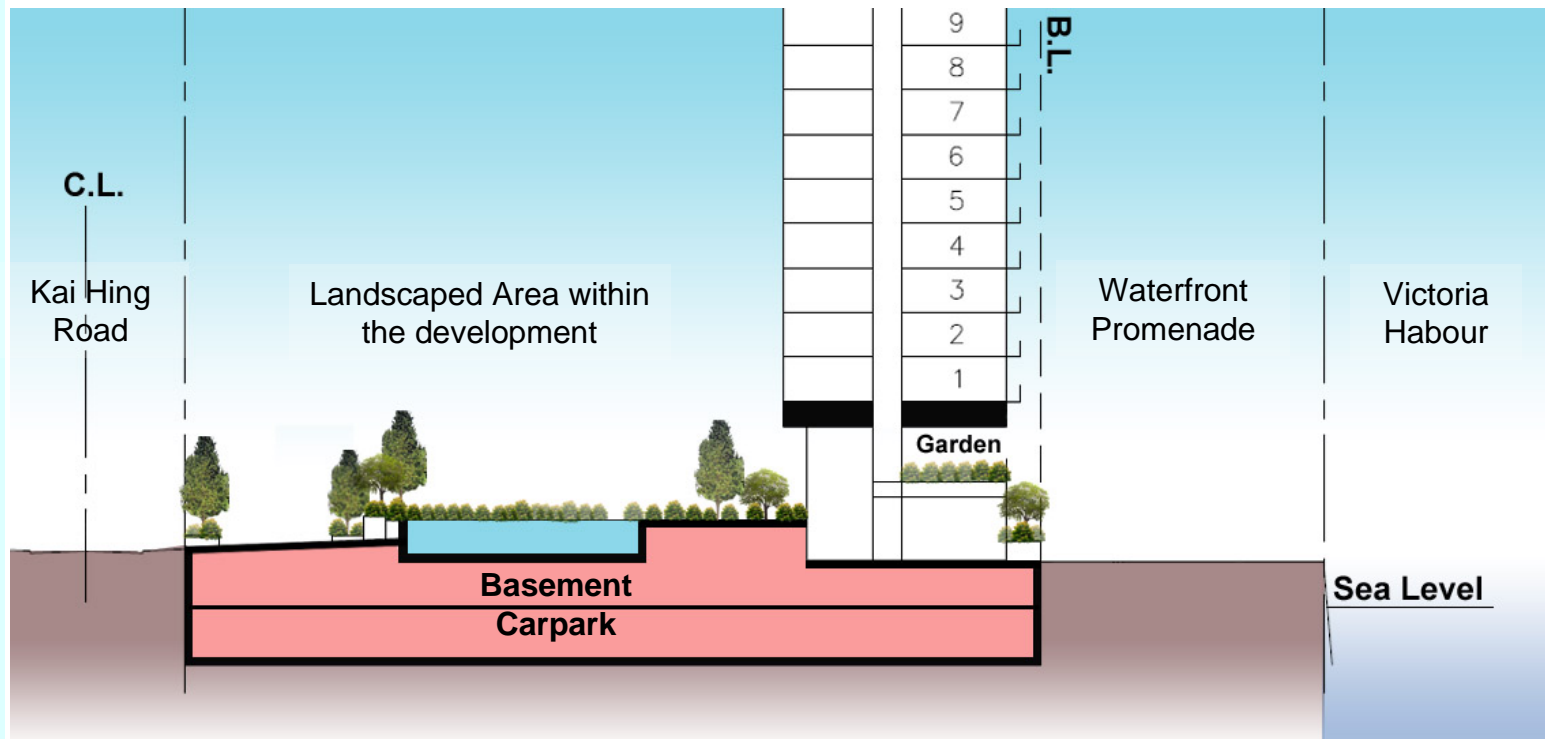 9
8
7
6
5
4
3
2
1
B.L.
C.L.
Kai Hing
Road
Landscaped Area within
the development
Waterfront
Promenade
Victoria
Habour
Garden
Basement
Carpark
Sea Level